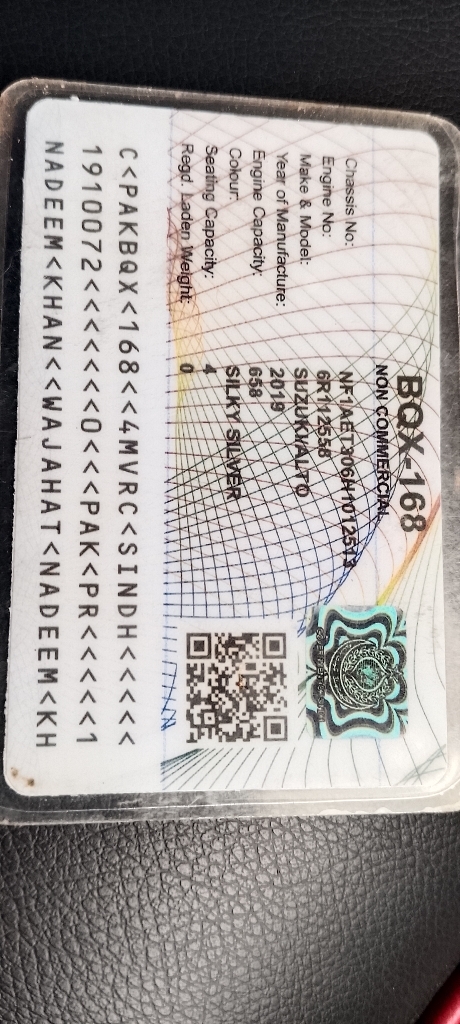 BQX-168
NON COMMERCIAL
Chassis No: NF1AET306H1012513
Engine No: 6R112558
Make & Model: SUZUKI/ALTO
Year of Manufacture: 2019
Engine Capacity: 658
Colour: SILKY SILVER
Seating Capacity: 4
Regd. Laden Weight: 0
C<PAKBQX<168<<4MVRC<SINDH<<<<<
1910072<<<<<<<0<<<PAK<PR<<<<<1
NADEEM<KHAN<<WAJAHAT<NADEEM<KH